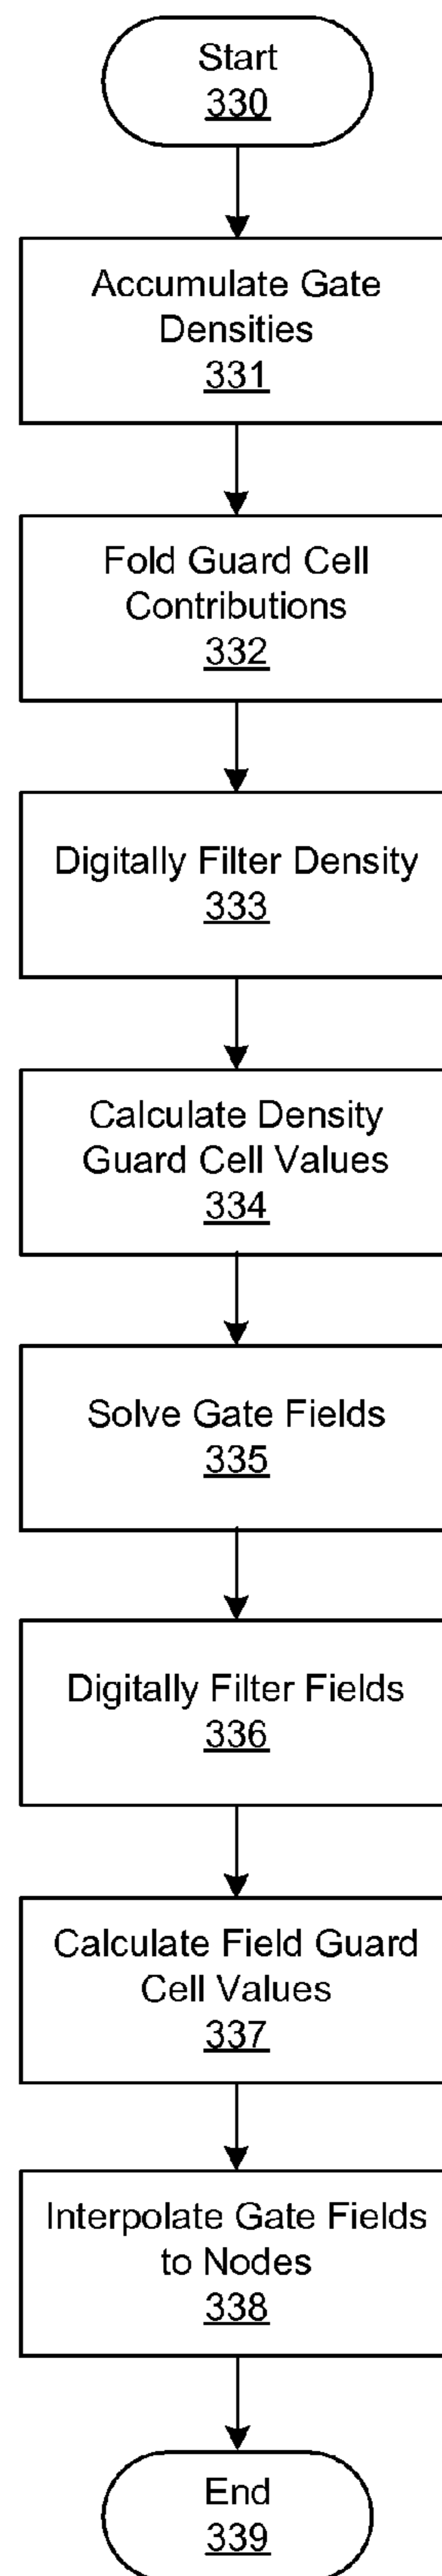 Start
330
Accumulate Gate
Densities
331
Fold Guard Cell
Contributions
332
Digitally Filter Density
333
Calculate Density
Guard Cell Values
334
Solve Gate Fields
335
Digitally Filter Fields
336
Calculate Field Guard
Cell Values
337
Interpolate Gate Fields
to Nodes
338
End
339